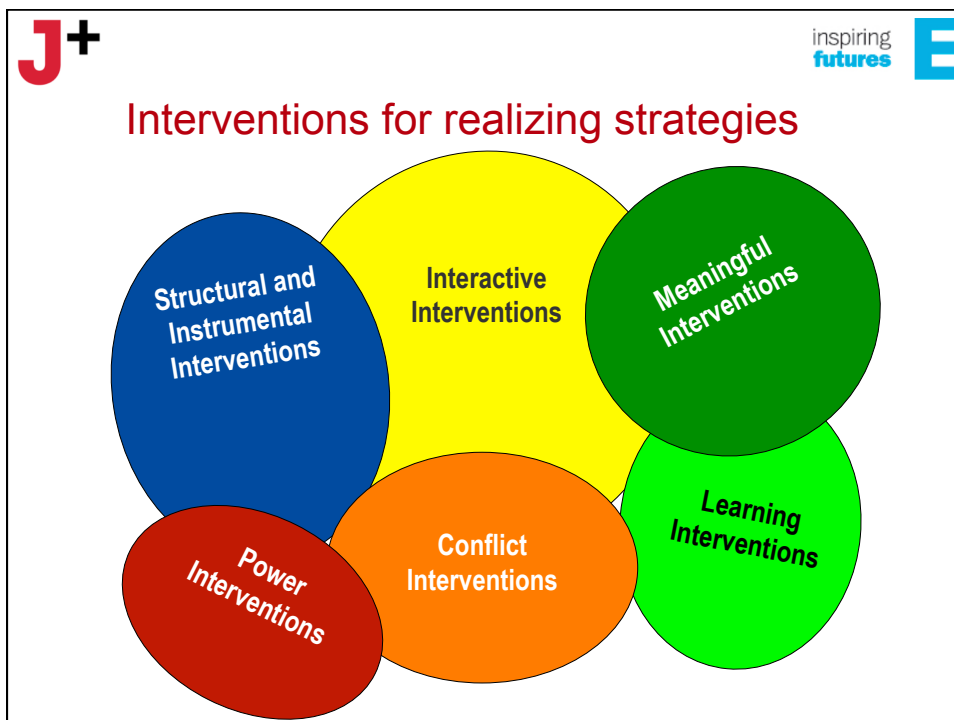 J+
inspiring
futures
E
Interventions for realizing strategies
Structural and
Instrumental
Interventions
Interactive
Interventions
Meaningful
Interventions
Power
Interventions
Conflict
Interventions
Learning
Interventions